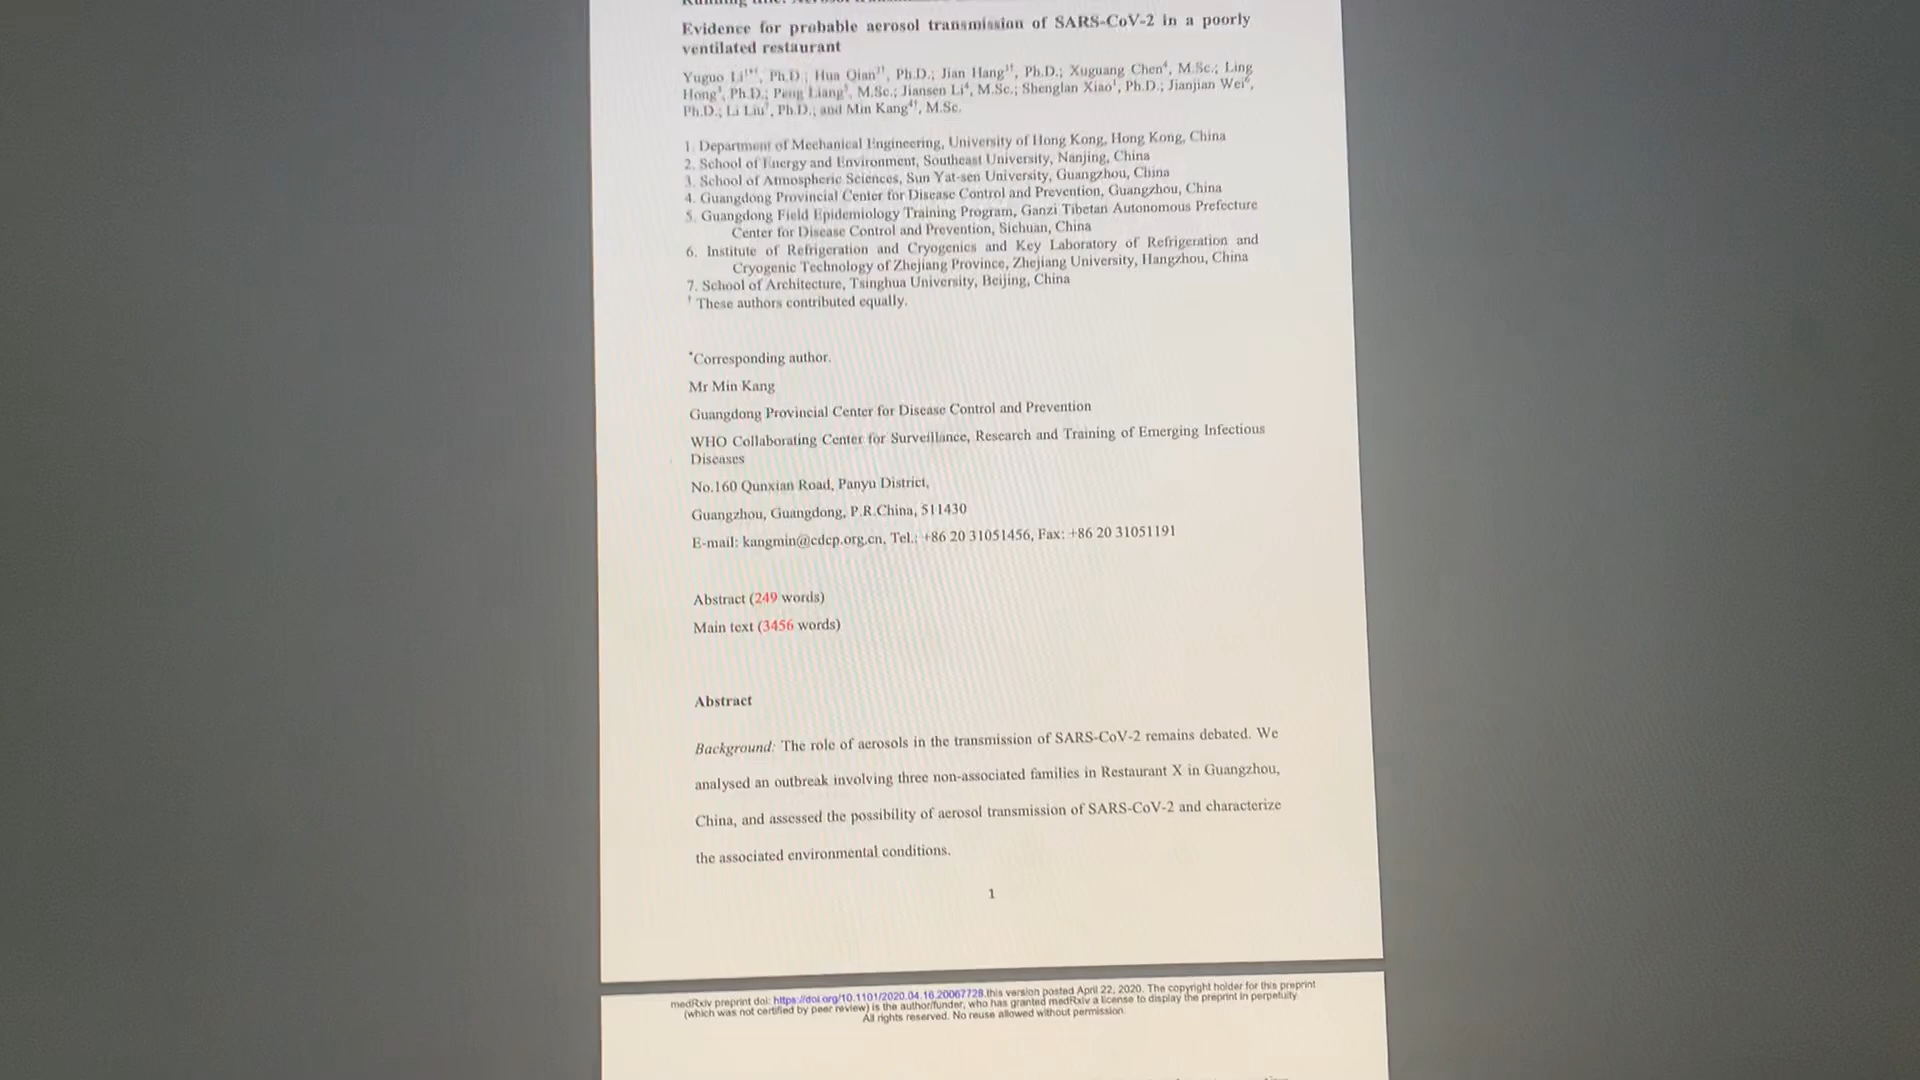 Evidence for probable aerosol transmission of SARS-CoV-2 in a poorly
ventilated restaurant
Yuguo Li¹*†, Ph.D.; Hua Qian²†, Ph.D.; Jian Hang³†, Ph.D.; Xuguang Chen⁴, M.Sc.; Ling
Hong³, Ph.D.; Peng Liang⁵, M.Sc.; Jiansen Li⁴, M.Sc.; Shenglan Xiao¹, Ph.D.; Jianjian Wei⁶,
Ph.D.; Li Liu⁷, Ph.D.; and Min Kang⁴†, M.Sc.
1. Department of Mechanical Engineering, University of Hong Kong, Hong Kong, China
2. School of Energy and Environment, Southeast University, Nanjing, China
3. School of Atmospheric Sciences, Sun Yat-sen University, Guangzhou, China
4. Guangdong Provincial Center for Disease Control and Prevention, Guangzhou, China
5. Guangdong Field Epidemiology Training Program, Ganzi Tibetan Autonomous Prefecture
Center for Disease Control and Prevention, Sichuan, China
6. Institute of Refrigeration and Cryogenics and Key Laboratory of Refrigeration and
Cryogenic Technology of Zhejiang Province, Zhejiang University, Hangzhou, China
7. School of Architecture, Tsinghua University, Beijing, China
† These authors contributed equally.
*Corresponding author.
Mr Min Kang
Guangdong Provincial Center for Disease Control and Prevention
WHO Collaborating Center for Surveillance, Research and Training of Emerging Infectious
Diseases
No.160 Qunxian Road, Panyu District,
Guangzhou, Guangdong, P.R.China, 511430
E-mail: kangmin@cdcp.org.cn, Tel.: +86 20 31051456, Fax: +86 20 31051191
Abstract (249 words)
Main text (3456 words)
Abstract
Background: The role of aerosols in the transmission of SARS-CoV-2 remains debated. We
analysed an outbreak involving three non-associated families in Restaurant X in Guangzhou,
China, and assessed the possibility of aerosol transmission of SARS-CoV-2 and characterize
the associated environmental conditions.
1
medRxiv preprint doi: https://doi.org/10.1101/2020.04.16.20067728.this version posted April 22, 2020. The copyright holder for this preprint
(which was not certified by peer review) is the author/funder, who has granted medRxiv a license to display the preprint in perpetuity.
All rights reserved. No reuse allowed without permission.